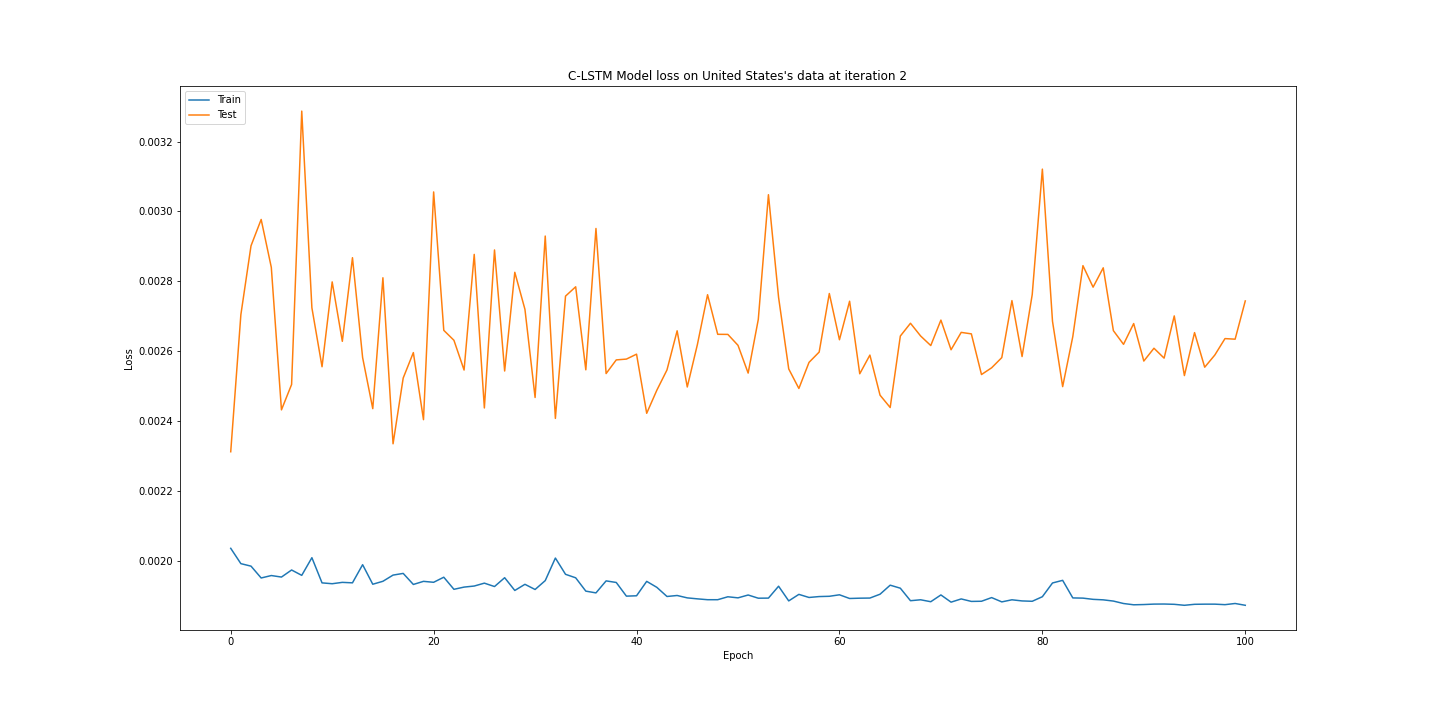 C-LSTM Model loss on United States's data at iteration 2
Train
Test
0.0032
0.0030
0.0028
0.0026
0.0024
0.0022
0.0020
Loss
0 20 40 60 80 100
Epoch